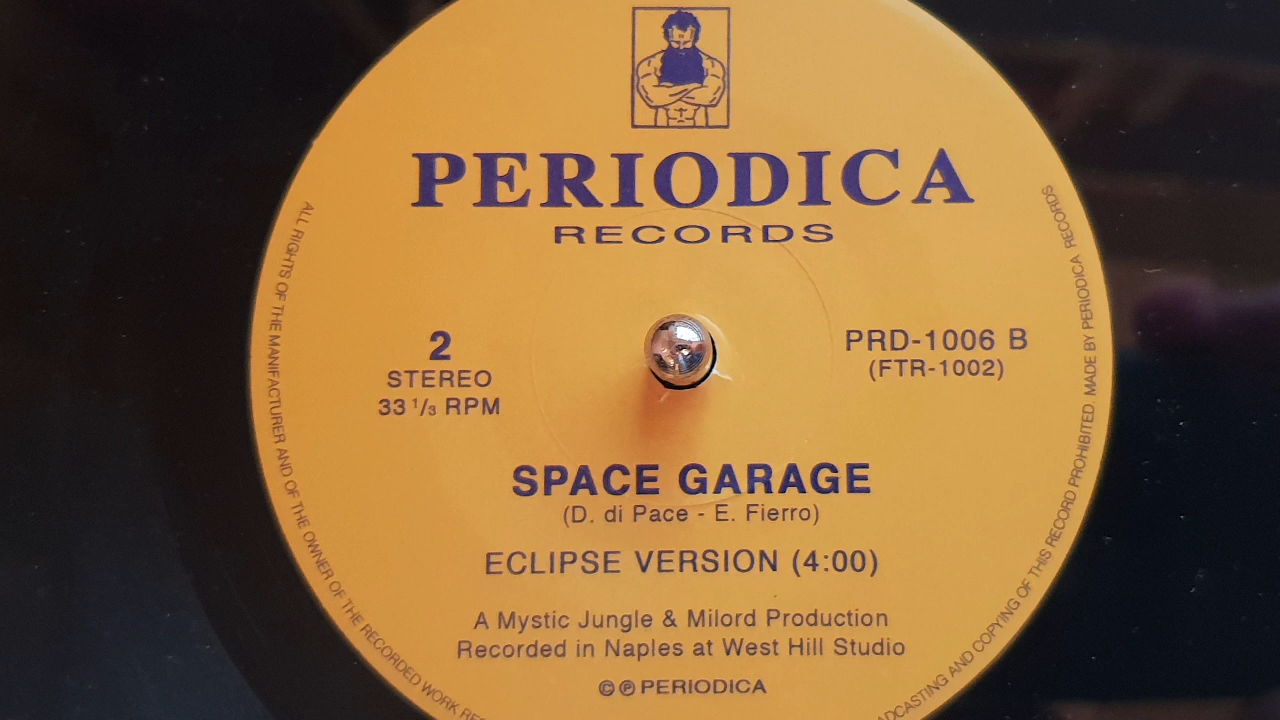 PERIODICA
RECORDS
2
STEREO
33 1/3 RPM
PRD-1006 B
(FTR-1002)
SPACE GARAGE
(D. di Pace - E. Fierro)
ECLIPSE VERSION (4:00)
A Mystic Jungle & Milord Production
Recorded in Naples at West Hill Studio
© ℗ PERIODICA
ALL RIGHTS OF THE MANIFACTURER AND OF THE OWNER OF THE RECORDED WORK
COPYING OF THIS RECORD PROHIBITED. MADE BY PERIODICA RECORDS